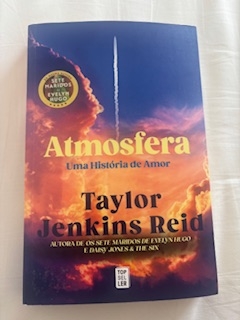 SETE
MARIDOS
EVELYN HUGO
Atmosfera
Uma História de Amor
Taylor
Jenkins Reid
AUTORA DE OS SETE MARIDOS DE EVELYN HUGO
E DAISY JONES & THE SIX
TOP
SEL
LER